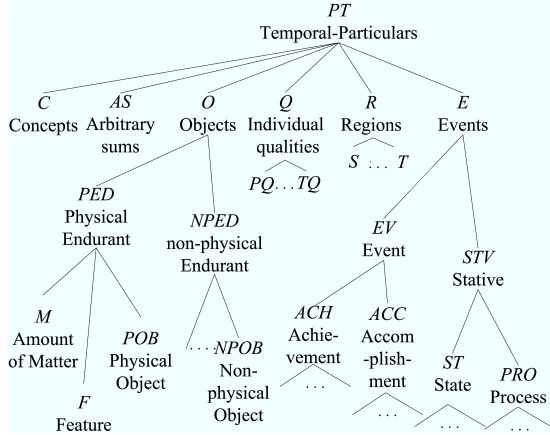 PT
Temporal-Particulars
C AS O Q R E
Concepts Arbitrary Objects Individual Regions Events
sums qualities
S : . . . T
PQ. . .TQ
PED
Physical
Endurant
NPED
non-physical
Endurant
EV
Event
STV
Stative
M
Amount
of Matter
POB
Physical
Object
F
Feature
. . . .
NPOB
Non-
physical
Object
ACH
Achie-
vement
. . .
ACC
Accom
-plish-
ment
. . .
ST
State
. . .
PRO
Process
. . .